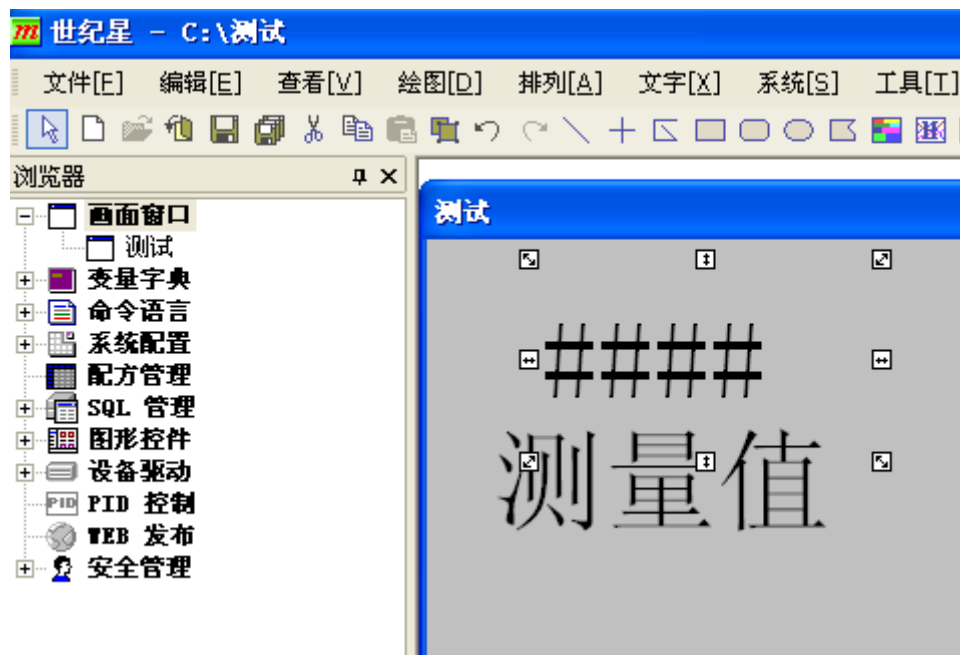 世纪星 - C:\测试
文件[F] 编辑[E] 查看[V] 绘图[D] 排列[A] 文字[X] 系统[S] 工具[T]
浏览器
画面窗口
测试
变量字典
命令语言
系统配置
配方管理
SQL 管理
图形控件
设备驱动
PID PID 控制
WEB 发布
安全管理
测试
####
测量值